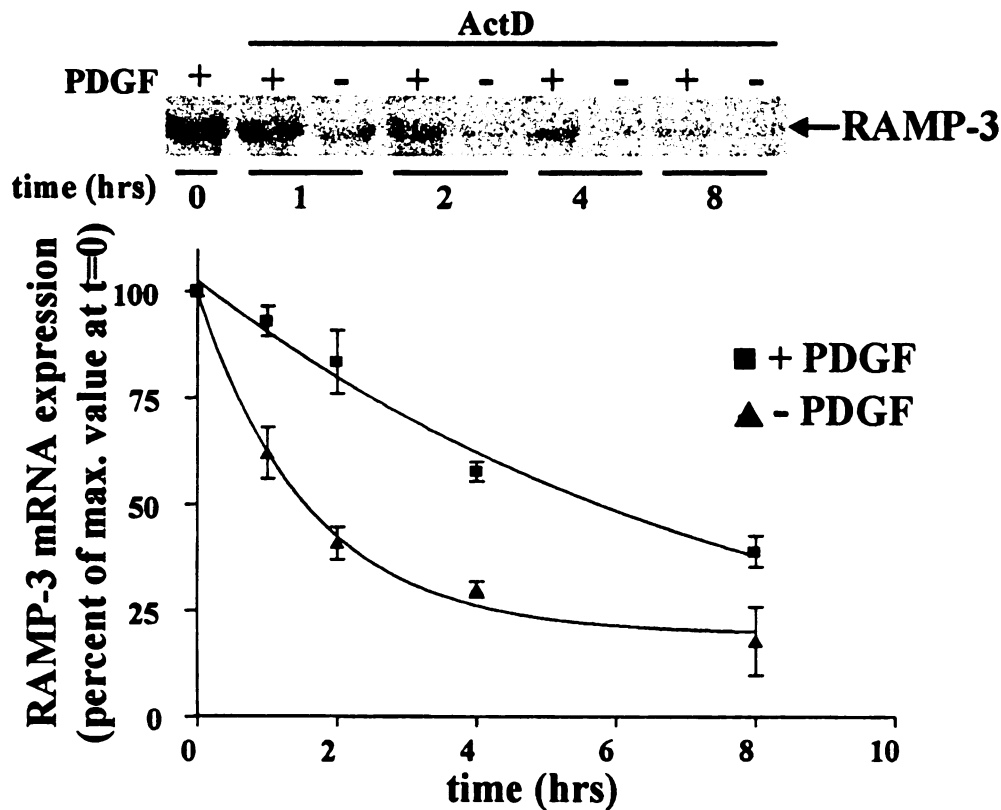 ActD
PDGF + + - + - + - + -
RAMP-3
time (hrs) 0 1 2 4 8
RAMP-3 mRNA expression
(percent of max. value at t=0)
100
75
50
25
0
+ PDGF
- PDGF
0 2 4 6 8 10
time (hrs)